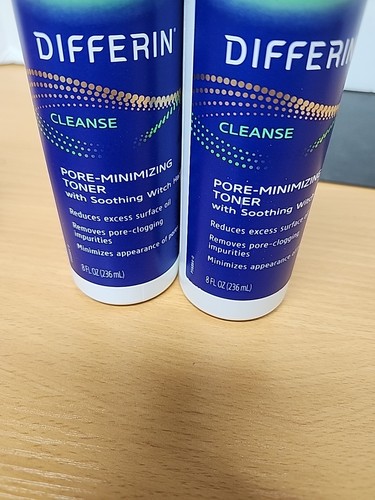 DIFFERIN
CLEANSE
PORE-MINIMIZING
TONER
with Soothing Witch
Reduces excess surface oil
Removes pore-clogging
impurities
Minimizes appearance of
8 FL OZ (236 mL)
DIFFERIN
CLEANSE
PORE-MINIMIZING
TONER
with Soothing Witch
Reduces excess surface
Removes pore-clogging
impurities
Minimizes appearance
8 FL OZ (236 mL)